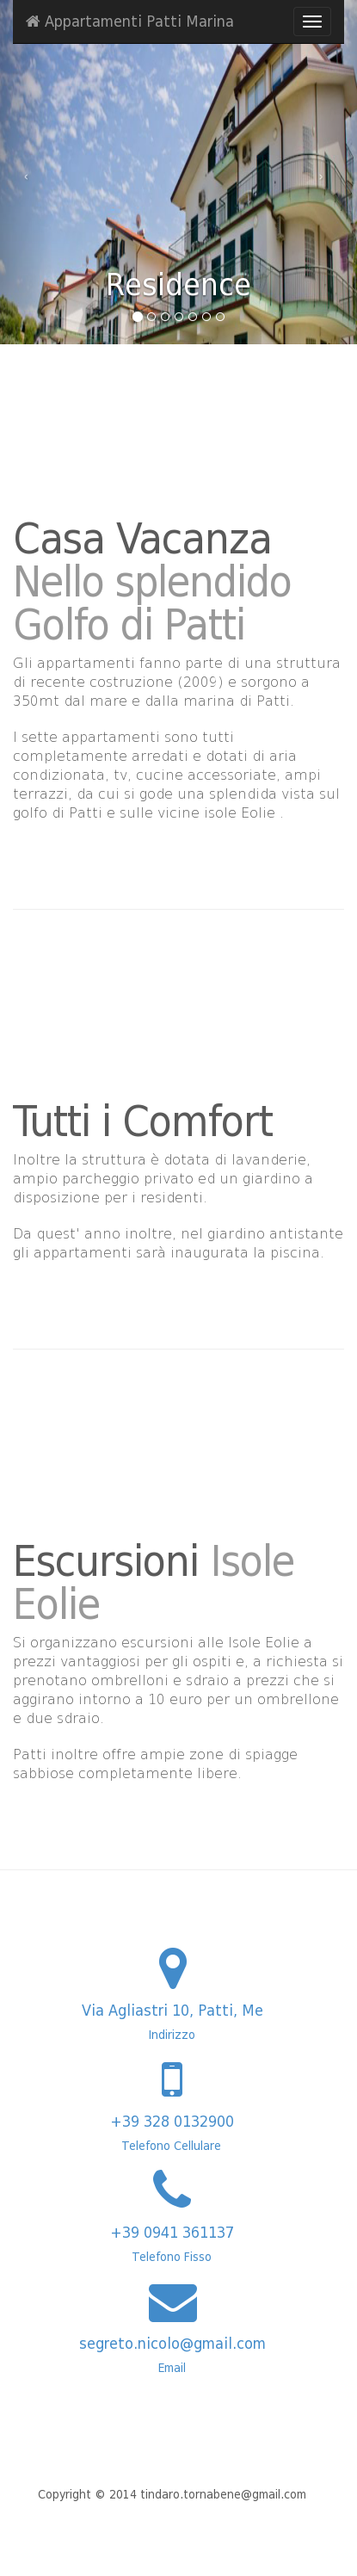 Appartamenti Patti Marina
Residence
Casa Vacanza
Nello splendido
Golfo di Patti
Gli appartamenti fanno parte di una struttura
di recente costruzione (2009) e sorgono a
350mt dal mare e dalla marina di Patti.
I sette appartamenti sono tutti
completamente arredati e dotati di aria
condizionata, tv, cucine accessoriate, ampi
terrazzi, da cui si gode una splendida vista sul
golfo di Patti e sulle vicine isole Eolie .
Tutti i Comfort
Inoltre la struttura è dotata di lavanderie,
ampio parcheggio privato ed un giardino a
disposizione per i residenti.
Da quest' anno inoltre, nel giardino antistante
gli appartamenti sarà inaugurata la piscina.
Escursioni Isole
Eolie
Si organizzano escursioni alle Isole Eolie a
prezzi vantaggiosi per gli ospiti e, a richiesta si
prenotano ombrelloni e sdraio a prezzi che si
aggirano intorno a 10 euro per un ombrellone
e due sdraio.
Patti inoltre offre ampie zone di spiagge
sabbiose completamente libere.
Via Agliastri 10, Patti, Me
Indirizzo
+39 328 0132900
Telefono Cellulare
+39 0941 361137
Telefono Fisso
segreto.nicolo@gmail.com
Email
Copyright © 2014 tindaro.tornabene@gmail.com